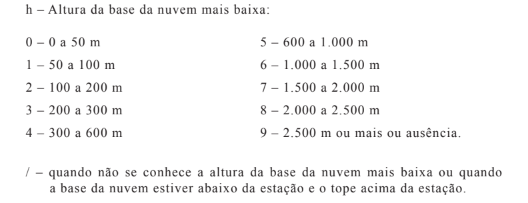 h – Altura da base da nuvem mais baixa:
0 – 0 a 50 m
1 – 50 a 100 m
2 – 100 a 200 m
3 – 200 a 300 m
4 – 300 a 600 m
5 – 600 a 1.000 m
6 – 1.000 a 1.500 m
7 – 1.500 a 2.000 m
8 – 2.000 a 2.500 m
9 – 2.500 m ou mais ou ausência.
/ – quando não se conhece a altura da base da nuvem mais baixa ou quando
a base da nuvem estiver abaixo da estação e o tope acima da estação.